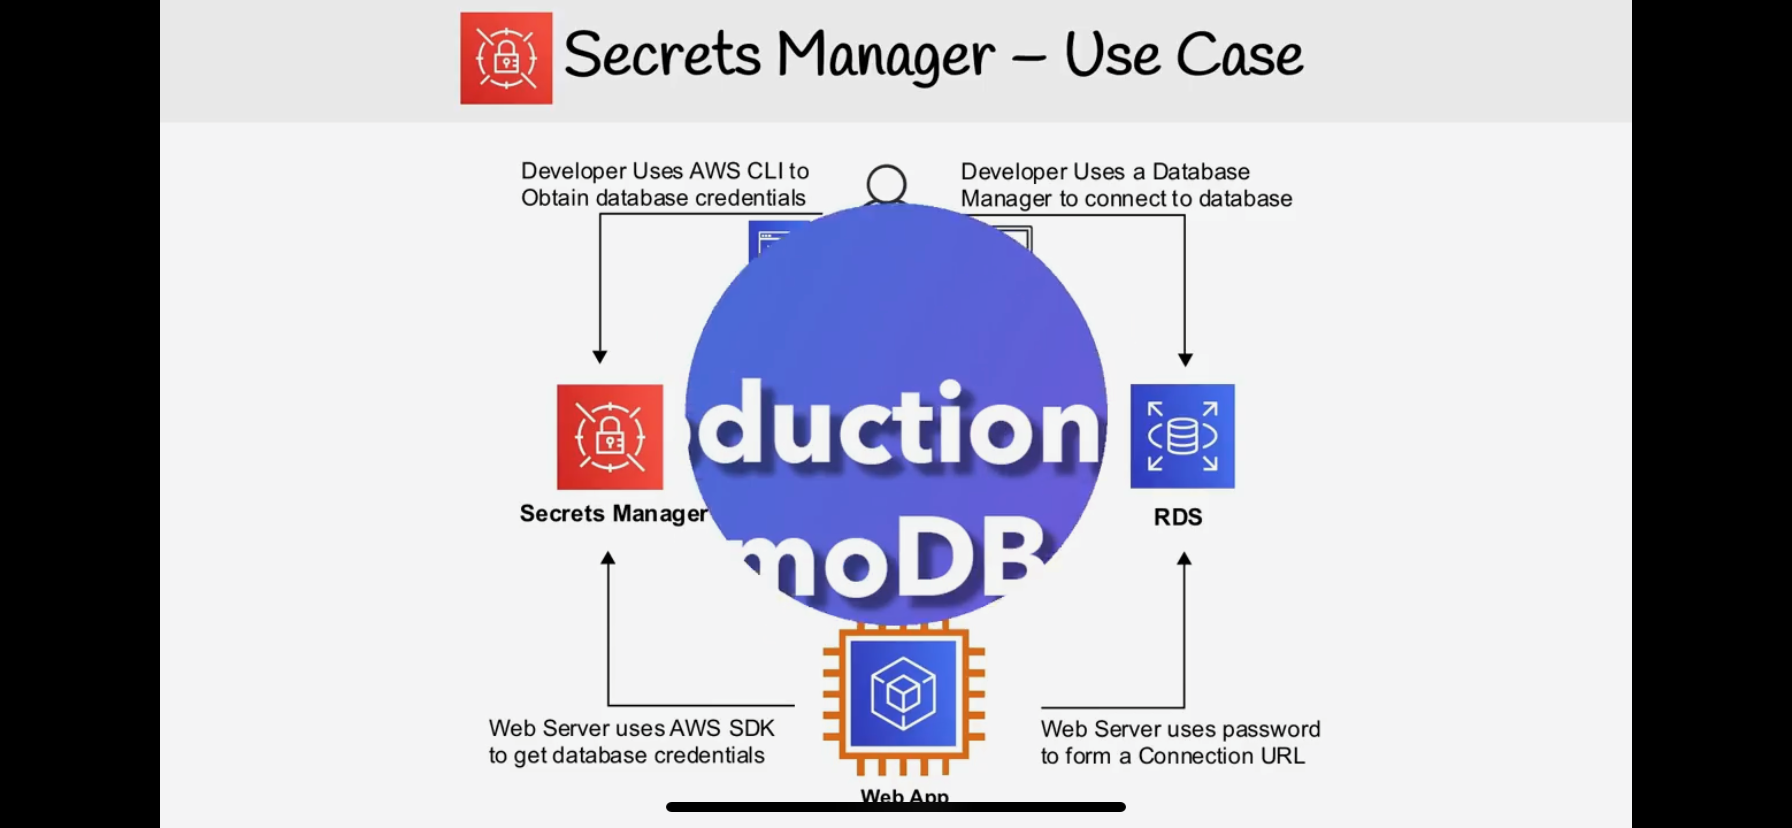 Secrets Manager – Use Case
Developer Uses AWS CLI to
Obtain database credentials
Developer Uses a Database
Manager to connect to database
duction
moDB
Secrets Manager
RDS
Web Server uses AWS SDK
to get database credentials
Web Server uses password
to form a Connection URL
Web App